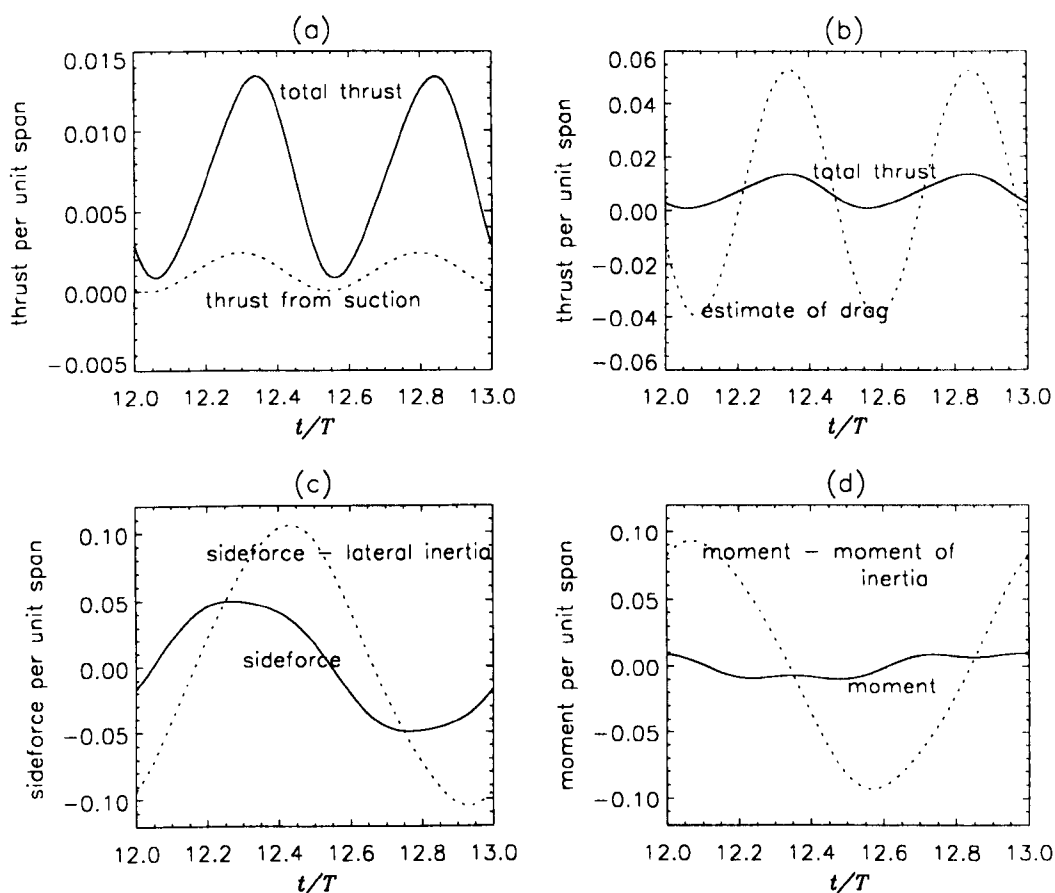 (a)
thrust per unit span
0.015
0.010
0.005
0.000
−0.005
total thrust
thrust from suction
12.0 12.2 12.4 12.6 12.8 13.0
t/T
(b)
thrust per unit span
0.06
0.04
0.02
0.00
−0.02
−0.04
−0.06
total thrust
estimate of drag
12.0 12.2 12.4 12.6 12.8 13.0
t/T
(c)
sideforce per unit span
0.10
0.05
0.00
−0.05
−0.10
sideforce − lateral inertia
sideforce
12.0 12.2 12.4 12.6 12.8 13.0
t/T
(d)
moment per unit span
0.10
0.05
0.00
−0.05
−0.10
moment − moment of
inertia
moment
12.0 12.2 12.4 12.6 12.8 13.0
t/T